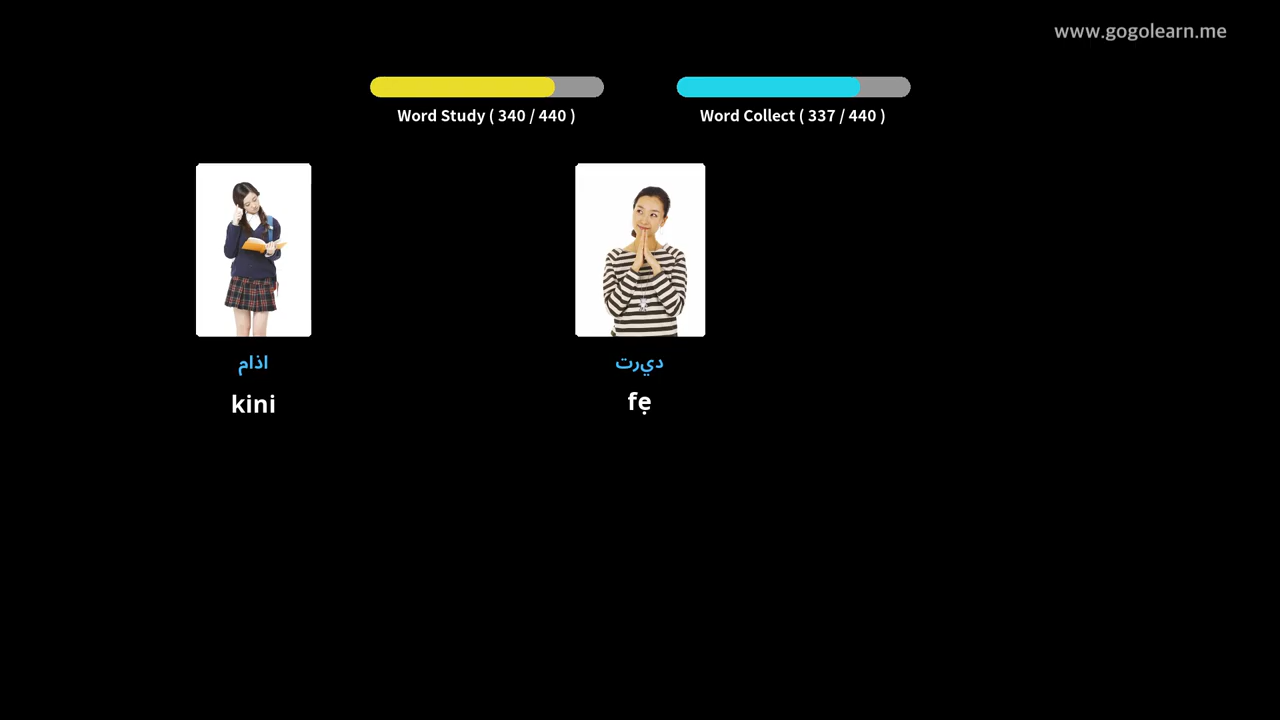 www.gogolearn.me
Word Study ( 340 / 440 )
Word Collect ( 337 / 440 )
اذام
kini
ديرت
fẹ